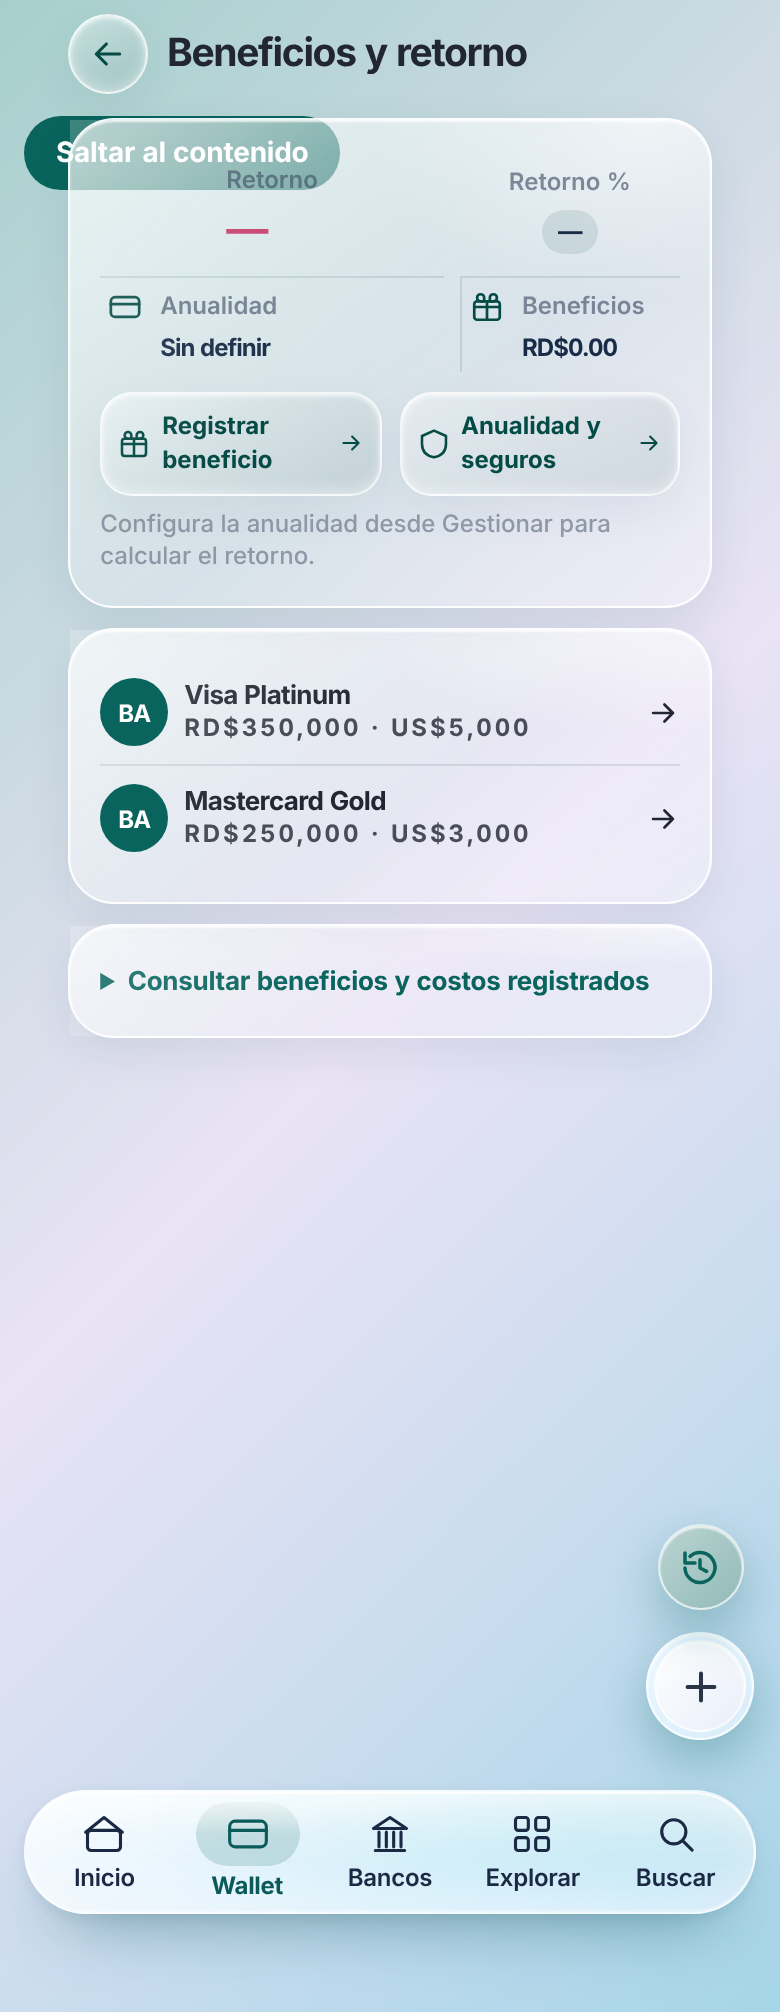 Beneficios y retorno
Saltar al contenido
Retorno
Retorno %
—
—
Anualidad
Sin definir
Beneficios
RD$0.00
Registrar
beneficio
Anualidad y
seguros
Configura la anualidad desde Gestionar para
calcular el retorno.
BA
Visa Platinum
RD$350,000 · US$5,000
BA
Mastercard Gold
RD$250,000 · US$3,000
Consultar beneficios y costos registrados
Inicio
Wallet
Bancos
Explorar
Buscar